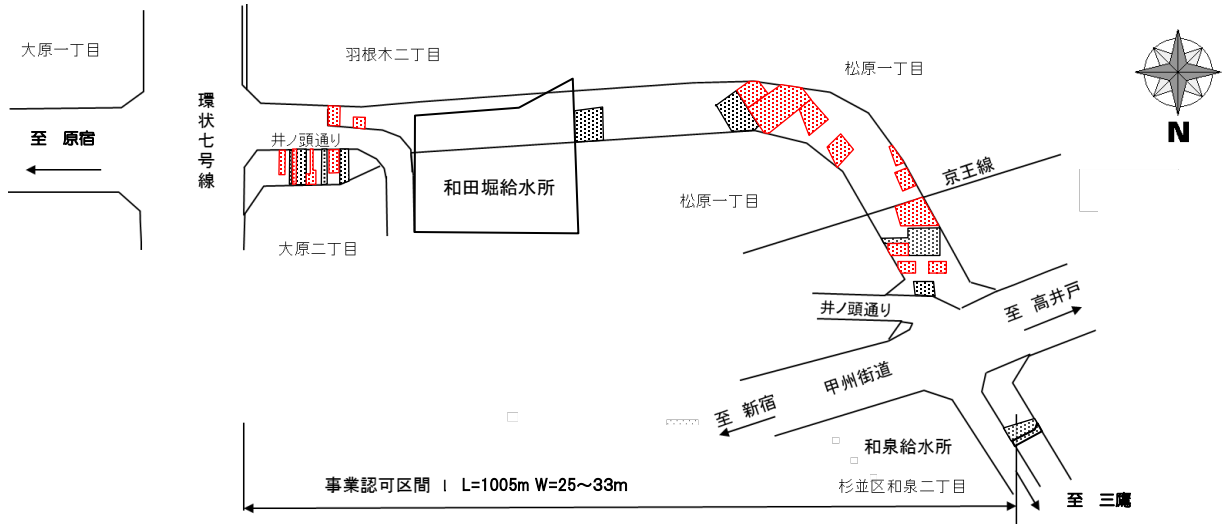 大原一丁目
羽根木二丁目
松原一丁目
環状七号線
至 原宿
井ノ頭通り
N
京王線
和田堀給水所
松原一丁目
大原二丁目
井ノ頭通り
至 高井戸
甲州街道
至 新宿
和泉給水所
事業認可区間 l L=1005m W=25～33m
杉並区和泉二丁目
至 三鷹